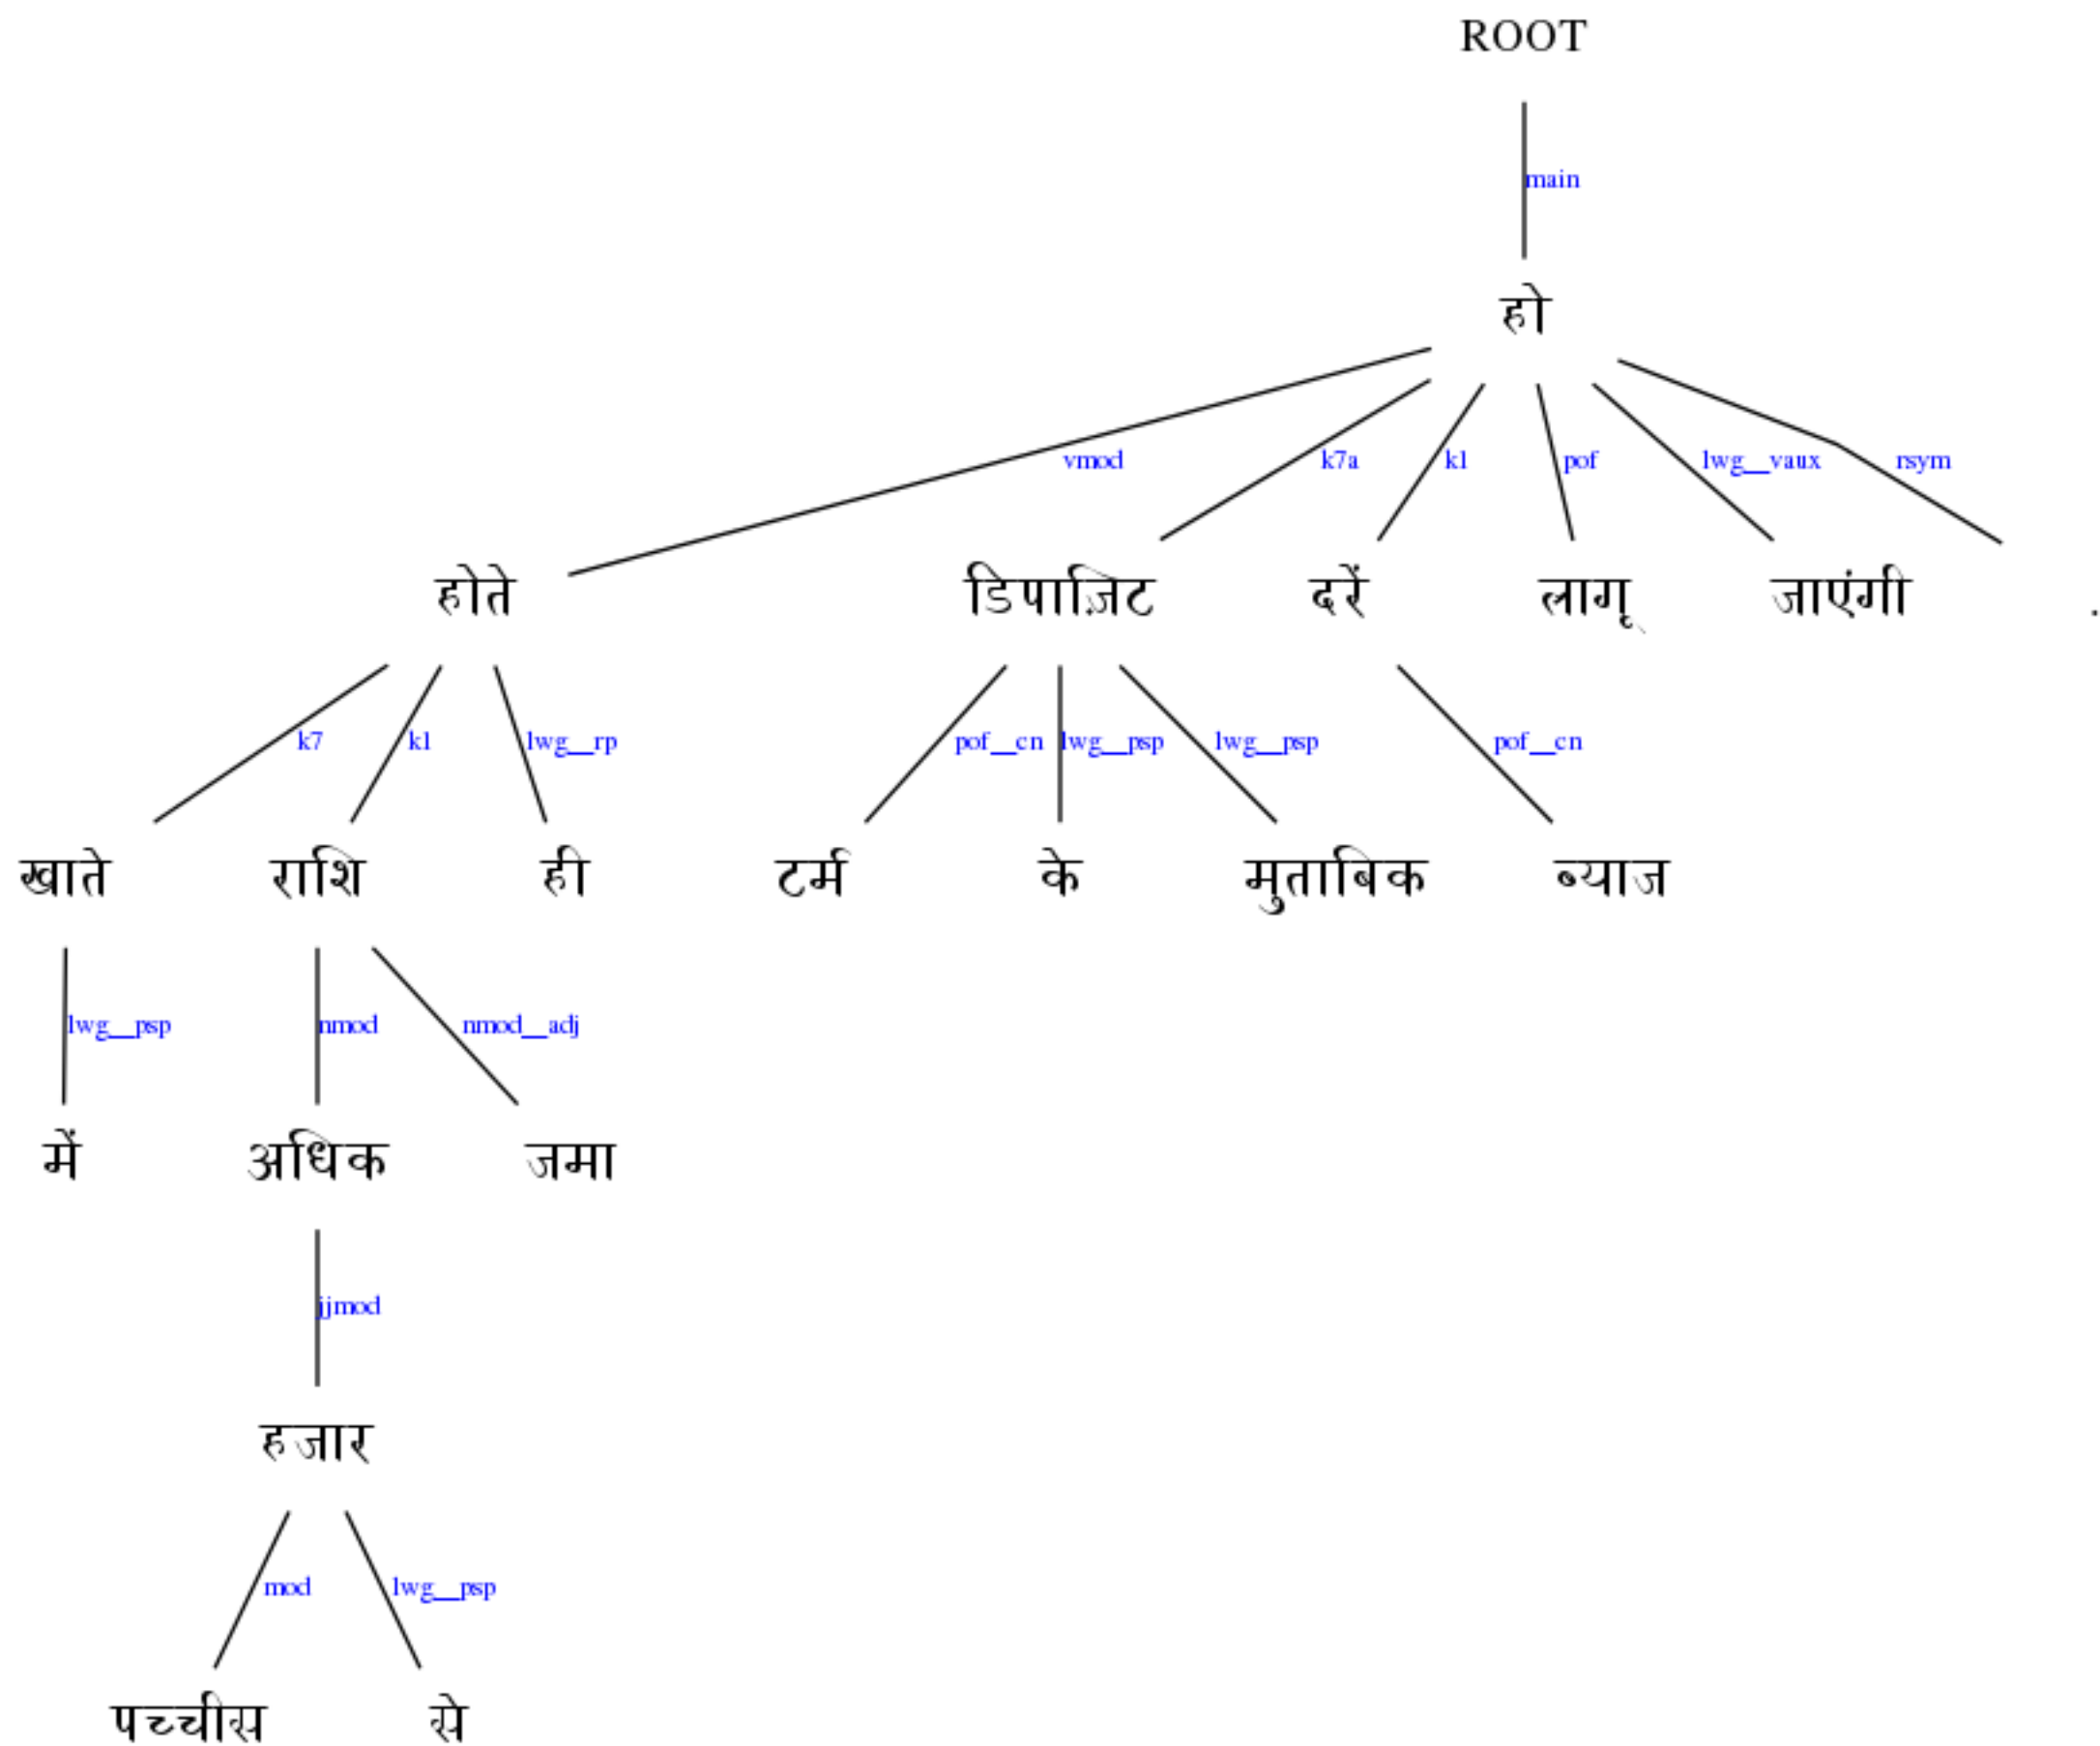 ROOT
main
हो
vmod k7a k1 pof lwg__vaux rsym
होते डिपाज़िट दरें लागू जाएंगी .
k7 k1 lwg__rp pof__cn lwg__psp lwg__psp pof__cn
खाते राशि ही टर्म के मुताबिक ब्याज
lwg__psp nmod nmod__adj
में अधिक जमा
jjmod
हजार
mod lwg__psp
पच्चीस से